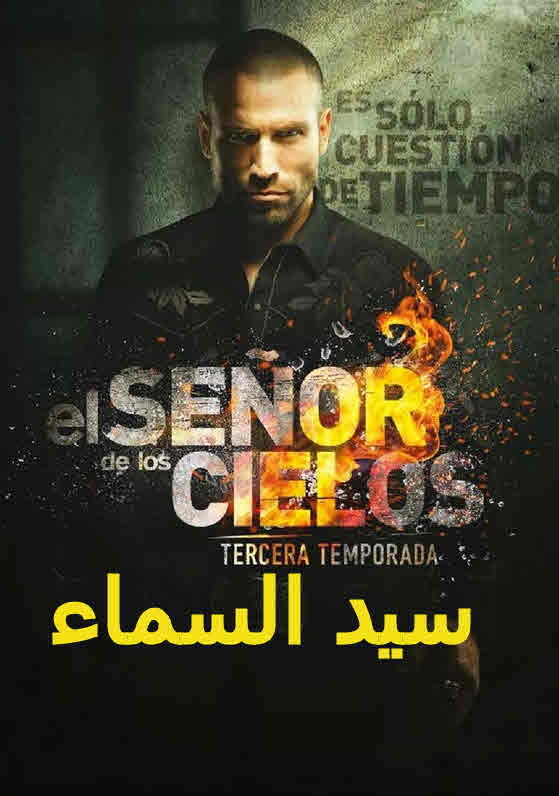 ES
SÓLO
CUESTIÓN
DE TIEMPO
el SEÑOR
de los
CIELOS
TERCERA TEMPORADA
سيد السماء